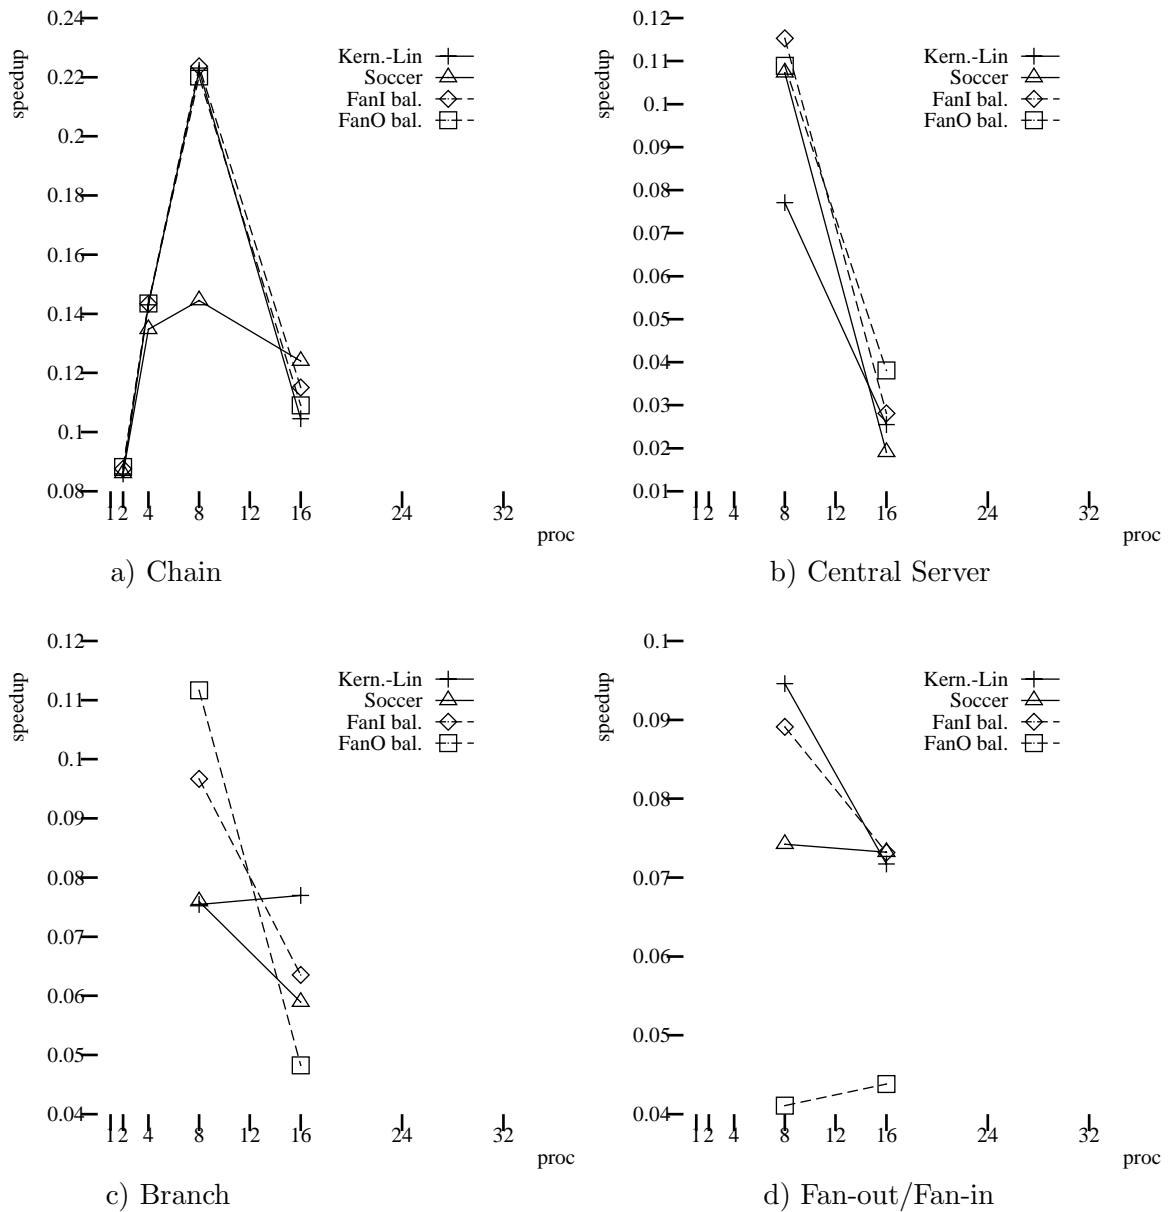 0.24
0.22
0.2
0.18
0.16
0.14
0.12
0.1
0.08
speedup
Kern.-Lin
Soccer
FanI bal.
FanO bal.
1 2 4 8 12 16 24 32
proc
a) Chain
0.12
0.11
0.1
0.09
0.08
0.07
0.06
0.05
0.04
0.03
0.02
0.01
speedup
Kern.-Lin
Soccer
FanI bal.
FanO bal.
1 2 4 8 12 16 24 32
proc
b) Central Server
0.12
0.11
0.1
0.09
0.08
0.07
0.06
0.05
0.04
speedup
Kern.-Lin
Soccer
FanI bal.
FanO bal.
1 2 4 8 12 16 24 32
proc
c) Branch
0.1
0.09
0.08
0.07
0.06
0.05
0.04
speedup
Kern.-Lin
Soccer
FanI bal.
FanO bal.
1 2 4 8 12 16 24 32
proc
d) Fan-out/Fan-in